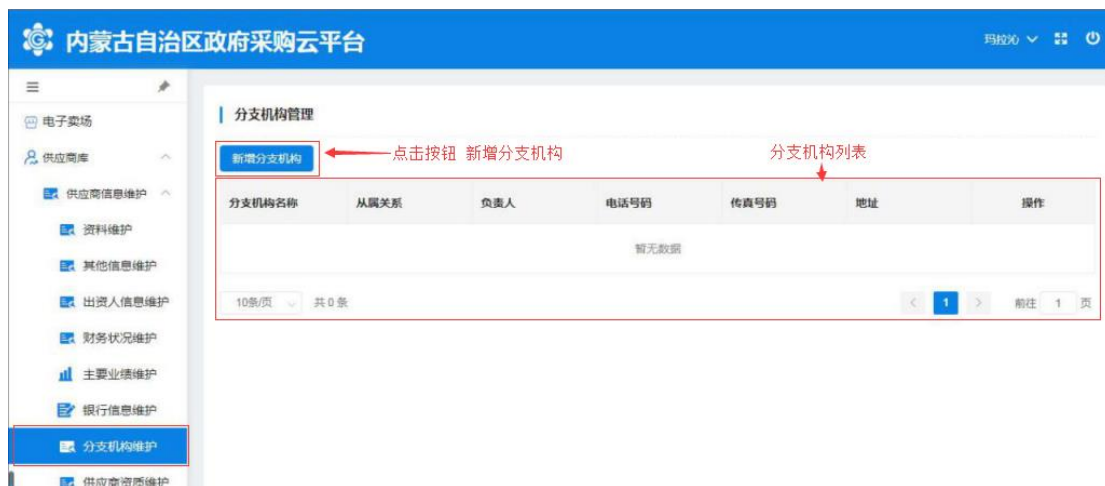 内蒙古自治区政府采购云平台
玛拉沁
电子卖场
供应商库
供应商信息维护
资料维护
其他信息维护
出资人信息维护
财务状况维护
主要业绩维护
银行信息维护
分支机构维护
供应商资质维护
分支机构管理
新增分支机构
点击按钮 新增分支机构
分支机构列表
分支机构名称 从属关系 负责人 电话号码 传真号码 地址 操作
暂无数据
10条/页 共 0 条 < 1 > 前往 1 页